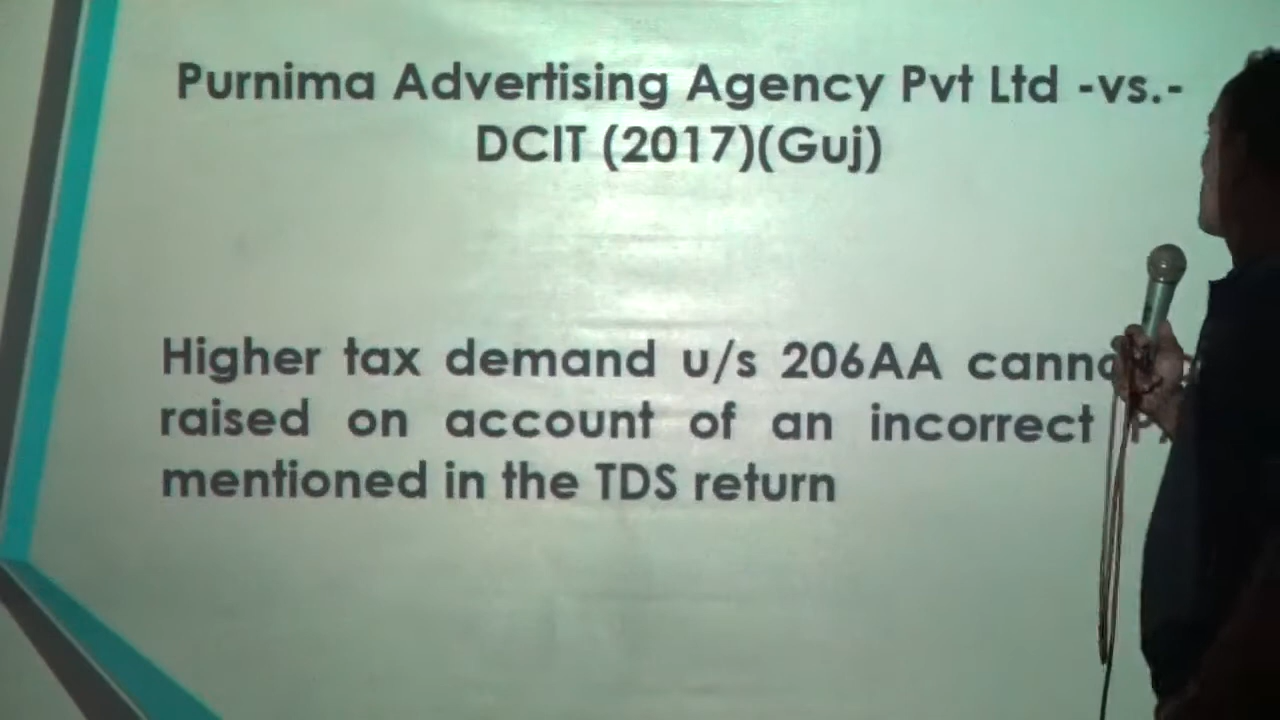 Purnima Advertising Agency Pvt Ltd -vs.-
DCIT (2017)(Guj)
Higher tax demand u/s 206AA
raised on account of an incorrect
mentioned in the TDS return